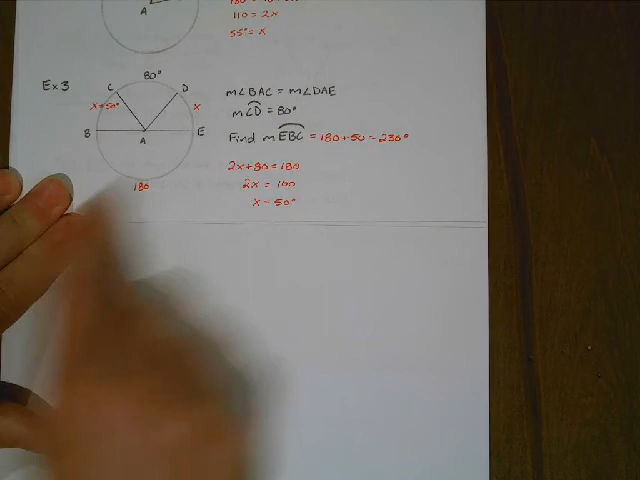 A
110 = 2x
55° = x
Ex 3
80°
C
D
x = 50°
x
B
A
E
180
m∠BAC = m∠DAE
mCD = 80°
Find mEBC = 180 + 50 = 230°
2x + 80 = 180
2x = 100
x = 50°